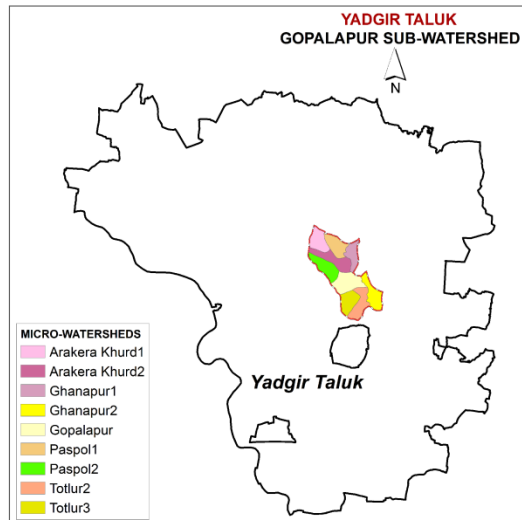 YADGIR TALUK
GOPALAPUR SUB-WATERSHED
N
Yadgir Taluk
MICRO-WATERSHEDS
Arakera Khurd1
Arakera Khurd2
Ghanapur1
Ghanapur2
Gopalapur
Paspol1
Paspol2
Totlur2
Totlur3